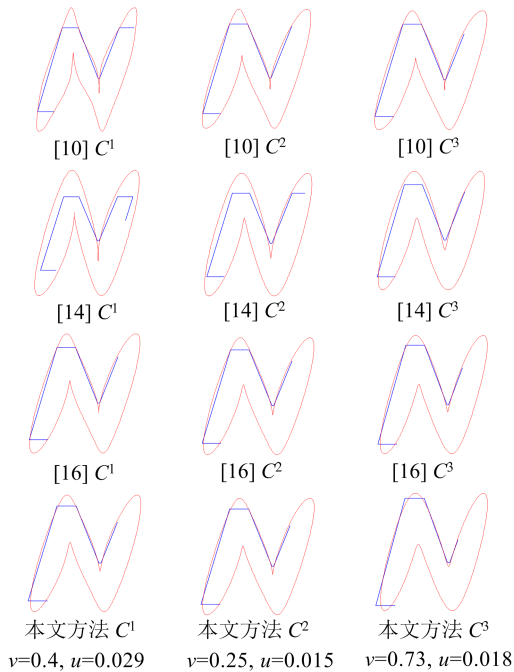 [10] C¹ [10] C² [10] C³
[14] C¹ [14] C² [14] C³
[16] C¹ [16] C² [16] C³
本文方法 C¹ 本文方法 C² 本文方法 C³
v=0.4, u=0.029 v=0.25, u=0.015 v=0.73, u=0.018